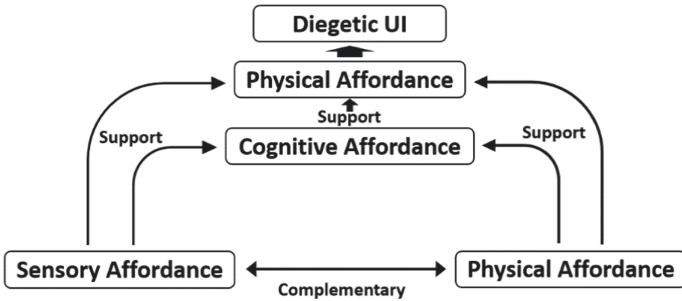 Diegetic UI
Physical Affordance
Support
Cognitive Affordance
Support
Support
Sensory Affordance
Physical Affordance
Complementary